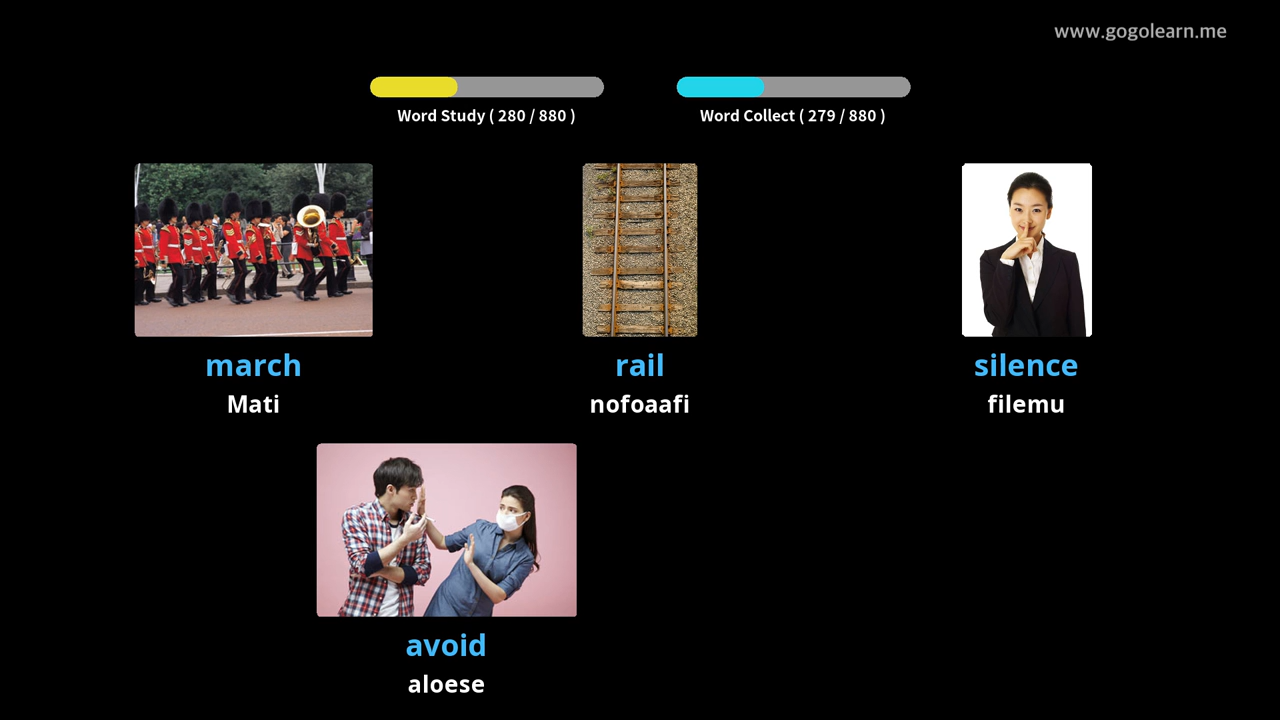 www.gogolearn.me
Word Study ( 280 / 880 )
Word Collect ( 279 / 880 )
march
Mati
rail
nofoaafi
silence
filemu
avoid
aloese